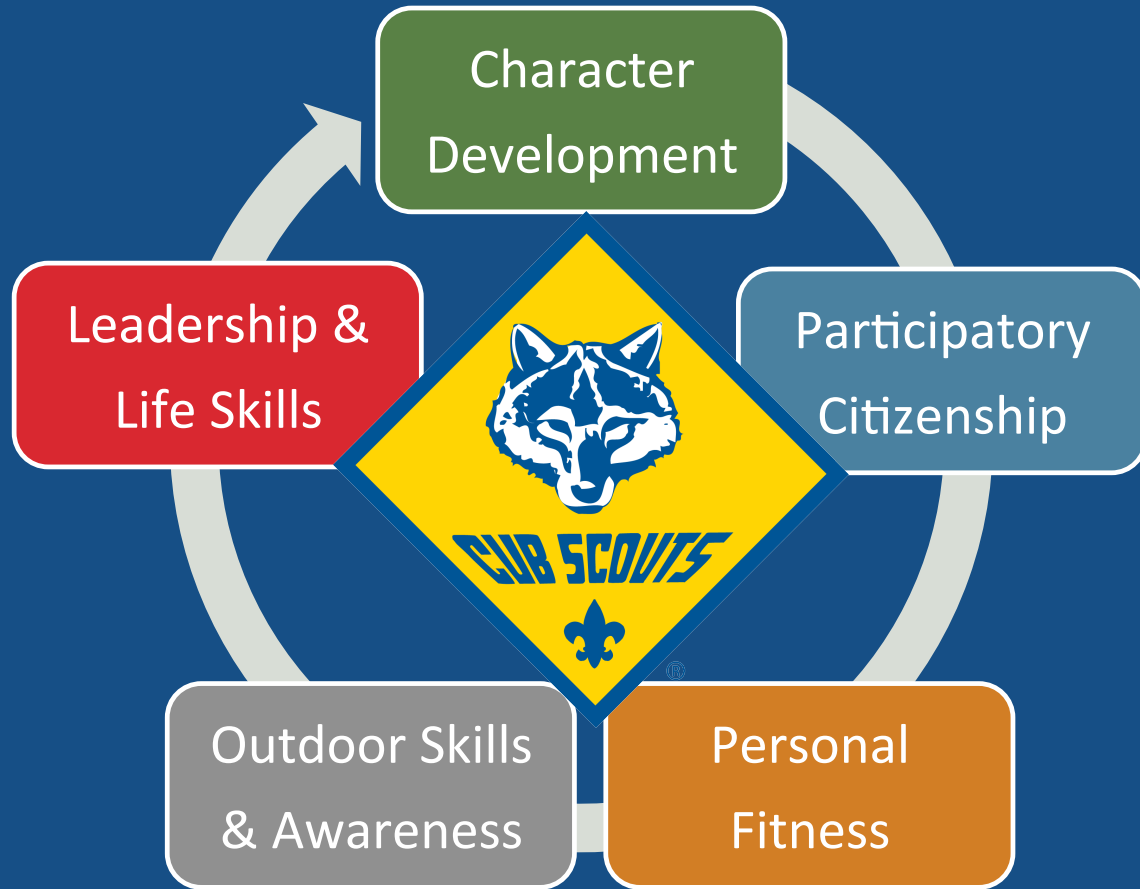 Character
Development
Leadership &
Life Skills
Participatory
Citizenship
CUB SCOUTS
®
Outdoor Skills
& Awareness
Personal
Fitness